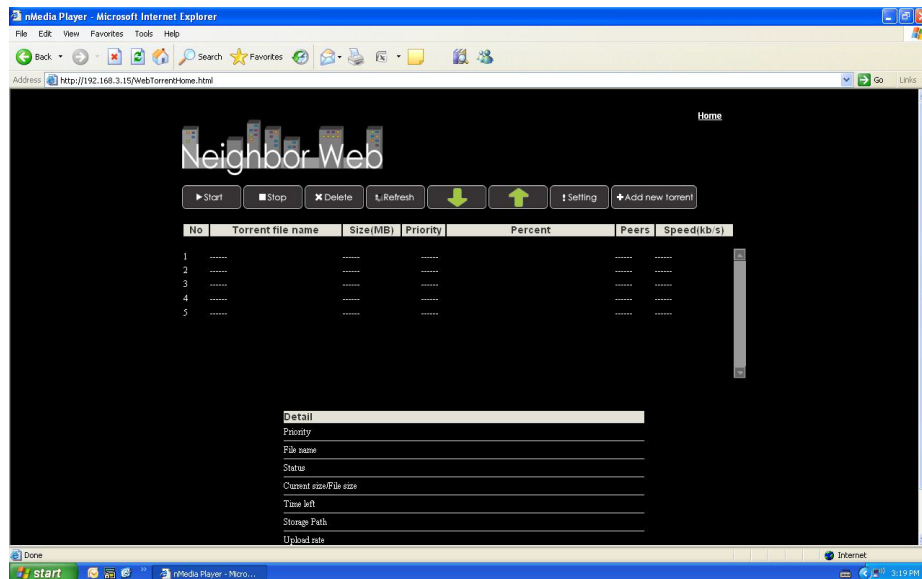 nMedia Player - Microsoft Internet Explorer
File Edit View Favorites Tools Help
Back Search Favorites
Address http://192.168.3.15/WebTorrentHome.html Go Links
Home
Neighbor Web
Start Stop Delete Refresh Setting Add new torrent
No Torrent file name Size(MB) Priority Percent Peers Speed(kb/s)
1 ------ ------ ------ ------ ------
2 ------ ------ ------ ------ ------
3 ------ ------ ------ ------ ------
4 ------ ------ ------ ------ ------
5 ------ ------ ------ ------ ------
Detail
Priority
File name
Status
Current size/File size
Time left
Storage Path
Upload rate
Done Internet
start nMedia Player - Micro... 3:19 PM